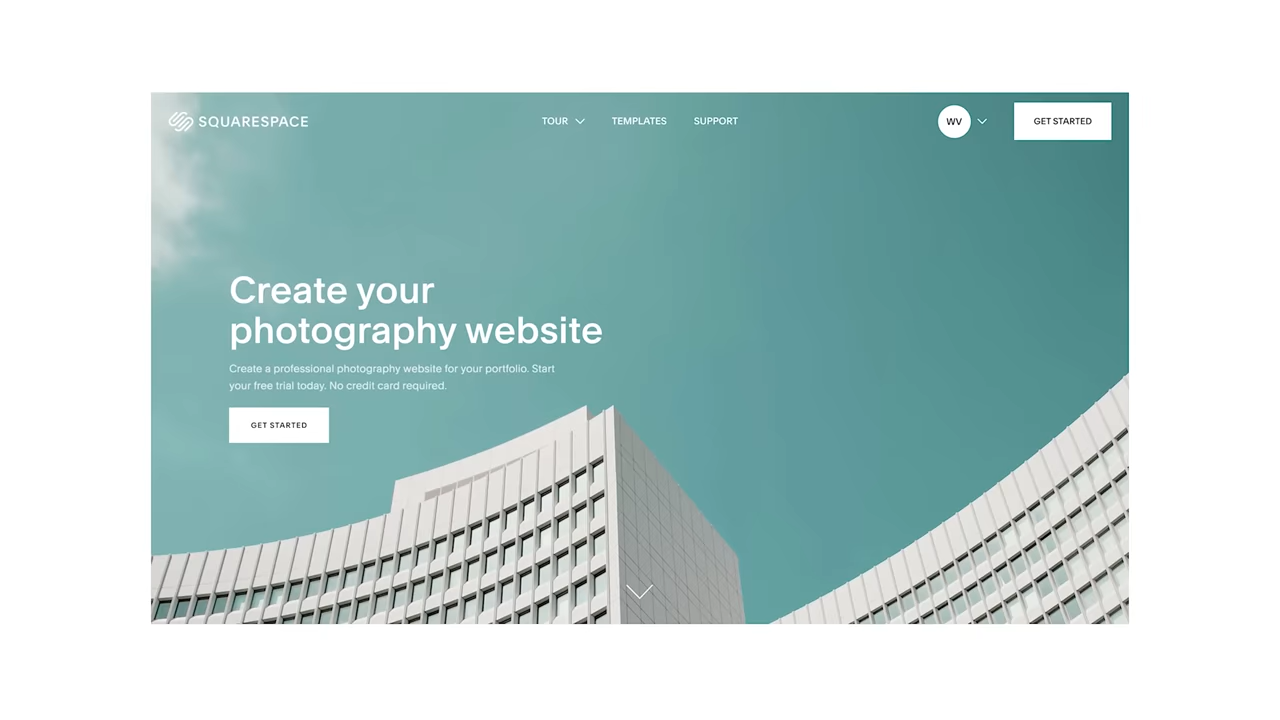 SQUARESPACE
TOUR
TEMPLATES
SUPPORT
WV
GET STARTED
Create your
photography website
Create a professional photography website for your portfolio. Start
your free trial today. No credit card required.
GET STARTED